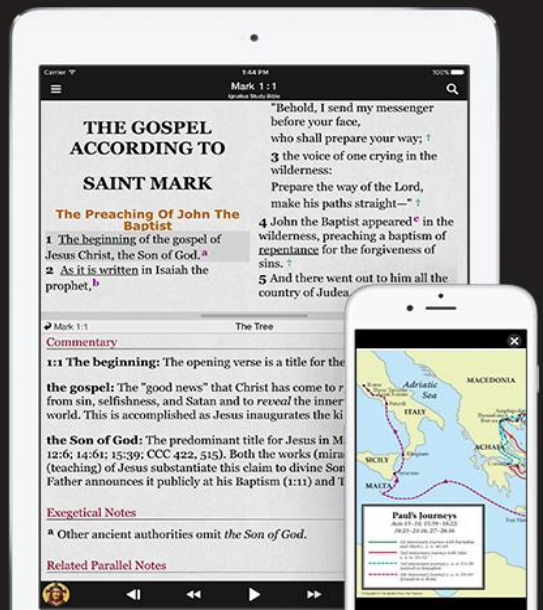 Carrier
1:44 PM
100%
Mark 1:1
Ignatius Study Bible
THE GOSPEL
ACCORDING TO
SAINT MARK
The Preaching Of John The
Baptist
1 The beginning of the gospel of
Jesus Christ, the Son of God.a
2 As it is written in Isaiah the
prophet,b
"Behold, I send my messenger
before your face,
who shall prepare your way; †
3 the voice of one crying in the
wilderness:
Prepare the way of the Lord,
make his paths straight—" †
4 John the Baptist appearedc in the
wilderness, preaching a baptism of
repentance for the forgiveness of
sins. †
5 And there went out to him all the
country of Judea
Mark 1:1
The Tree
Commentary
1:1 The beginning: The opening verse is a title for the
the gospel: The "good news" that Christ has come to r
from sin, selfishness, and Satan and to reveal the inner
world. This is accomplished as Jesus inaugurates the ki
the Son of God: The predominant title for Jesus in M
12:6; 14:61; 15:39; CCC 422, 515). Both the works (mirac
(teaching) of Jesus substantiate this claim to divine Son
Father announces it publicly at his Baptism (1:11) and T
Exegetical Notes
a Other ancient authorities omit the Son of God.
Related Parallel Notes
Rome
Adriatic
Sea
MACEDONIA
ITALY
SICILY
MALTA
ACHAIA
Paul's Journeys